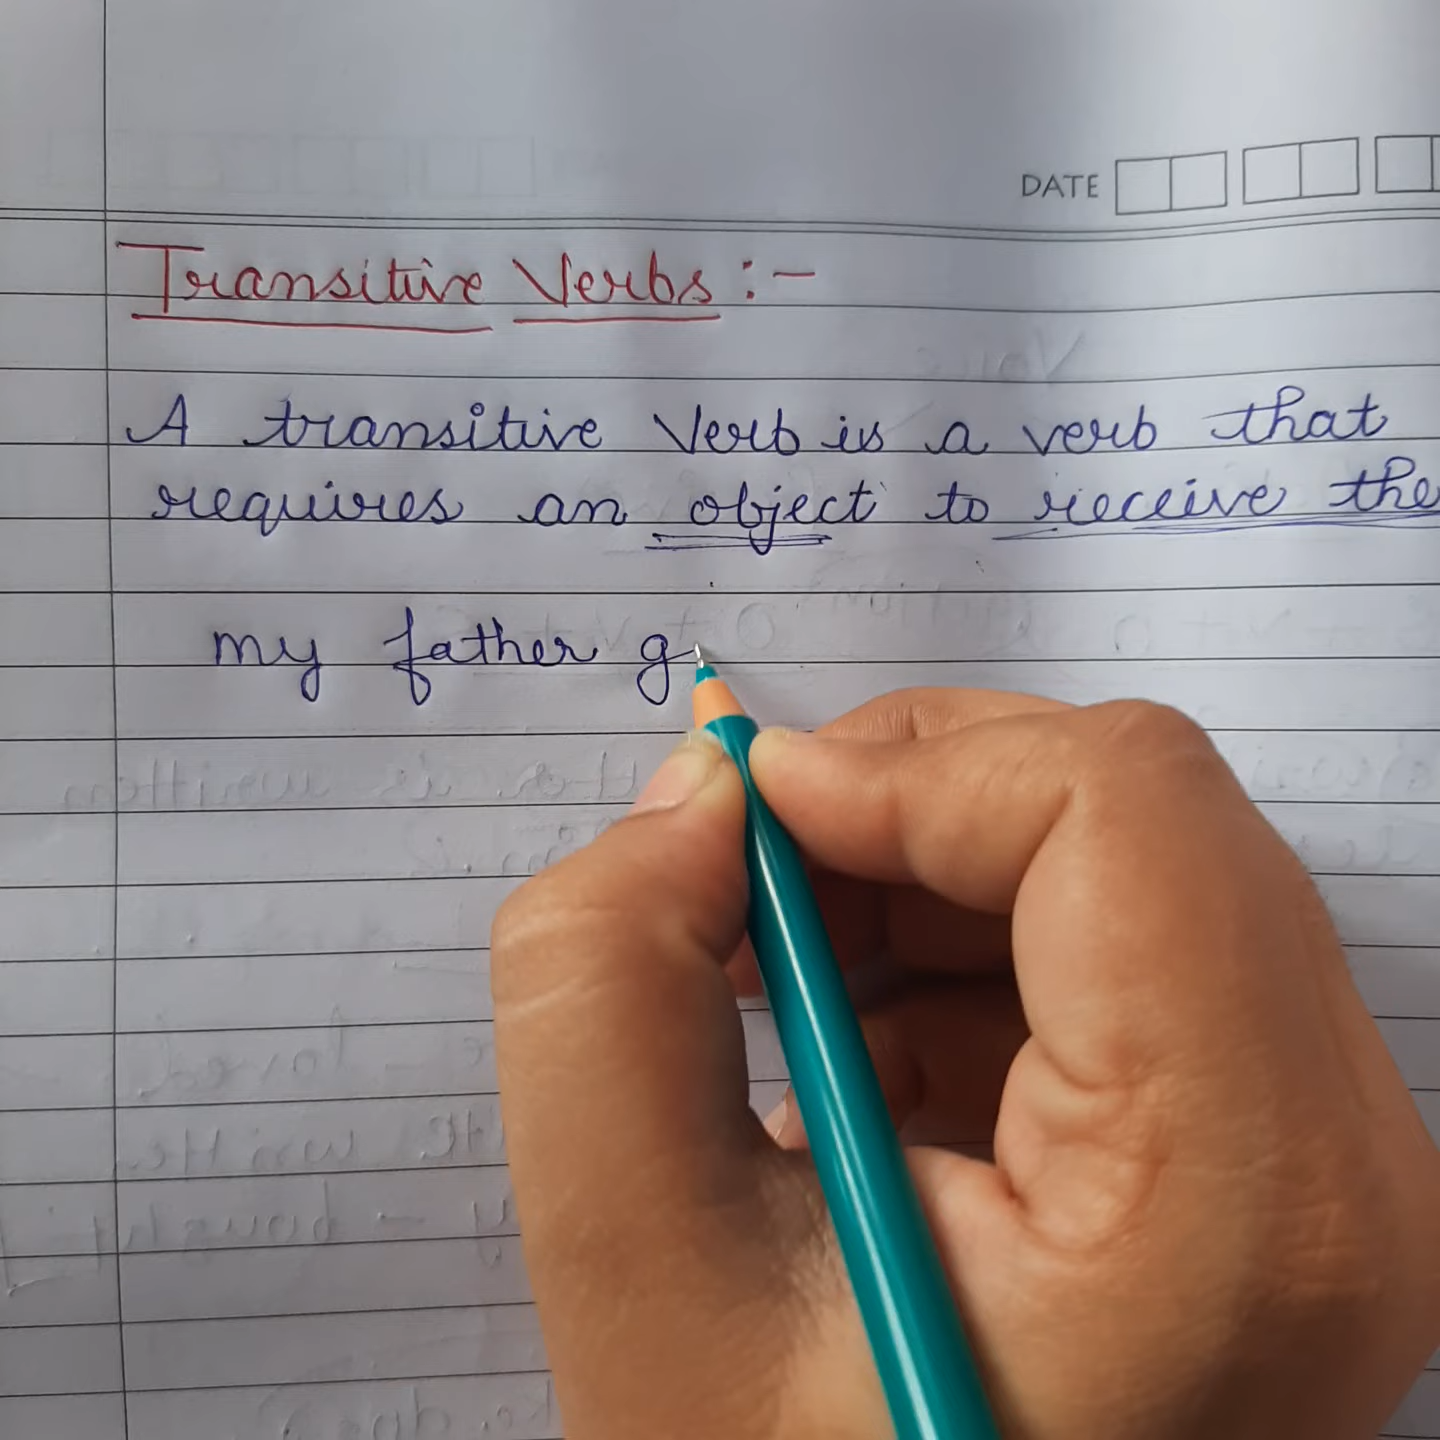 DATE
Transitive Verbs :-
A transitive Verb is a verb that
requires an object to receive the
my father g